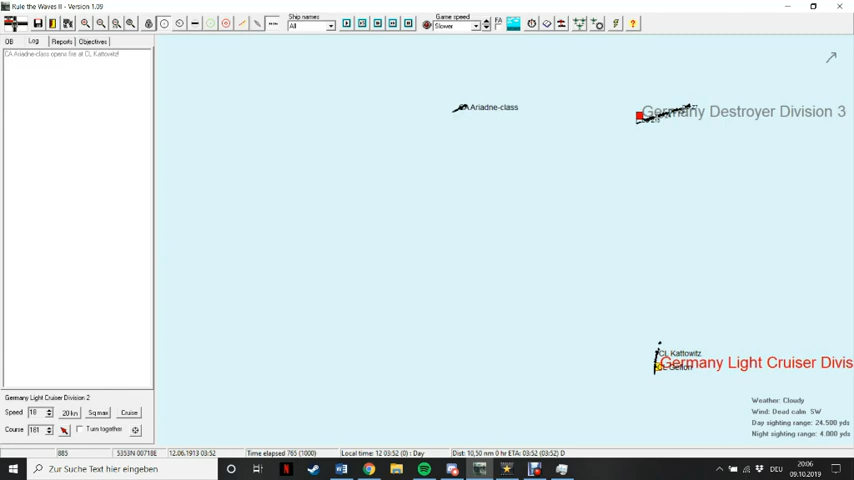 Rule the Waves II - Version 1.09
Ship names:
All
Game speed
Slower
FA
OB Log Reports Objectives
CA Ariadne-class opens fire at CL Kattowitz!
CA Ariadne-class
Germany Destroyer Division 3
CL Kattowitz
Germany Light Cruiser Divis
Germany Light Cruiser Division 2
Speed 18 20 kn Sq max Cruise
Course 181 Turn together
Weather: Cloudy
Wind: Dead calm SW
Day sighting range: 24.500 yds
Night sighting range: 4.000 yds
885 5353N 00718E 12.06.1913 03:52 Time elapsed 765 (1000) Local time: 12 03:52 () : Day Dist: 10,50 nm 0 hr ETA: 03:52 (03:52) D
Zur Suche Text hier eingeben
DEU
20:06
09.10.2019